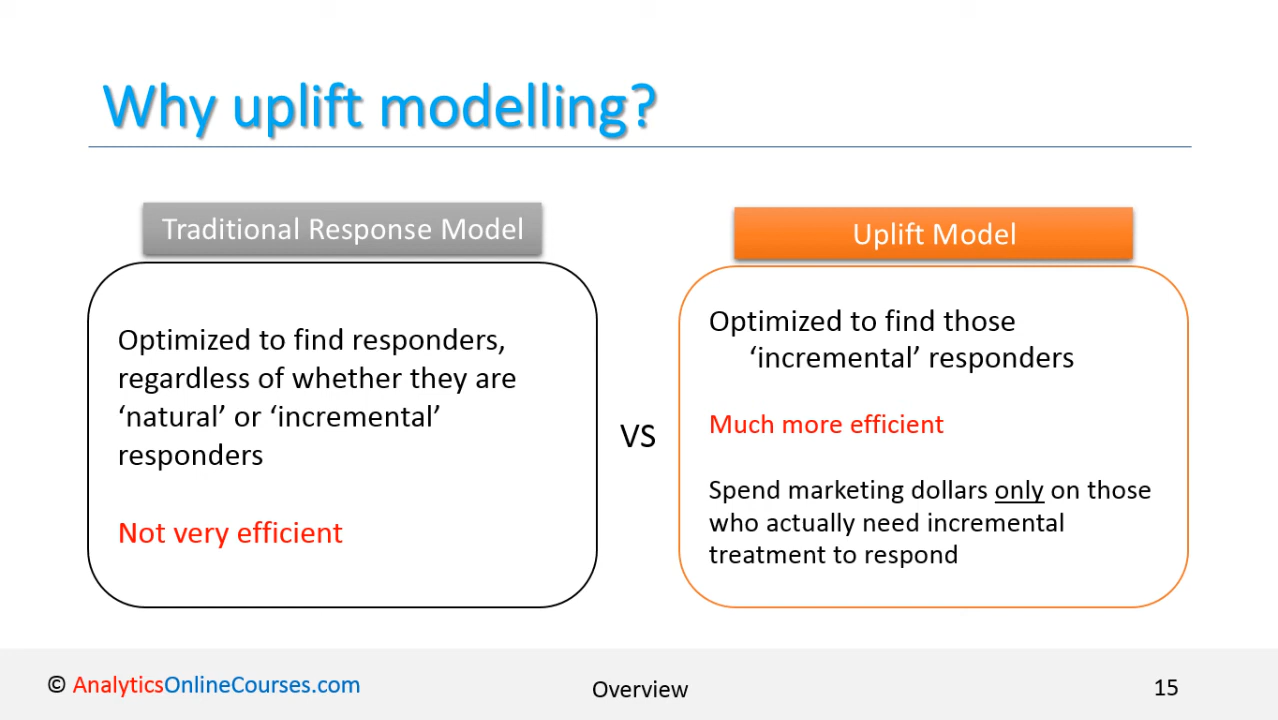 Why uplift modelling?
Traditional Response Model
Optimized to find responders,
regardless of whether they are
‘natural’ or ‘incremental’
responders
Not very efficient
VS
Uplift Model
Optimized to find those
‘incremental’ responders
Much more efficient
Spend marketing dollars only on those
who actually need incremental
treatment to respond
© AnalyticsOnlineCourses.com
Overview
15